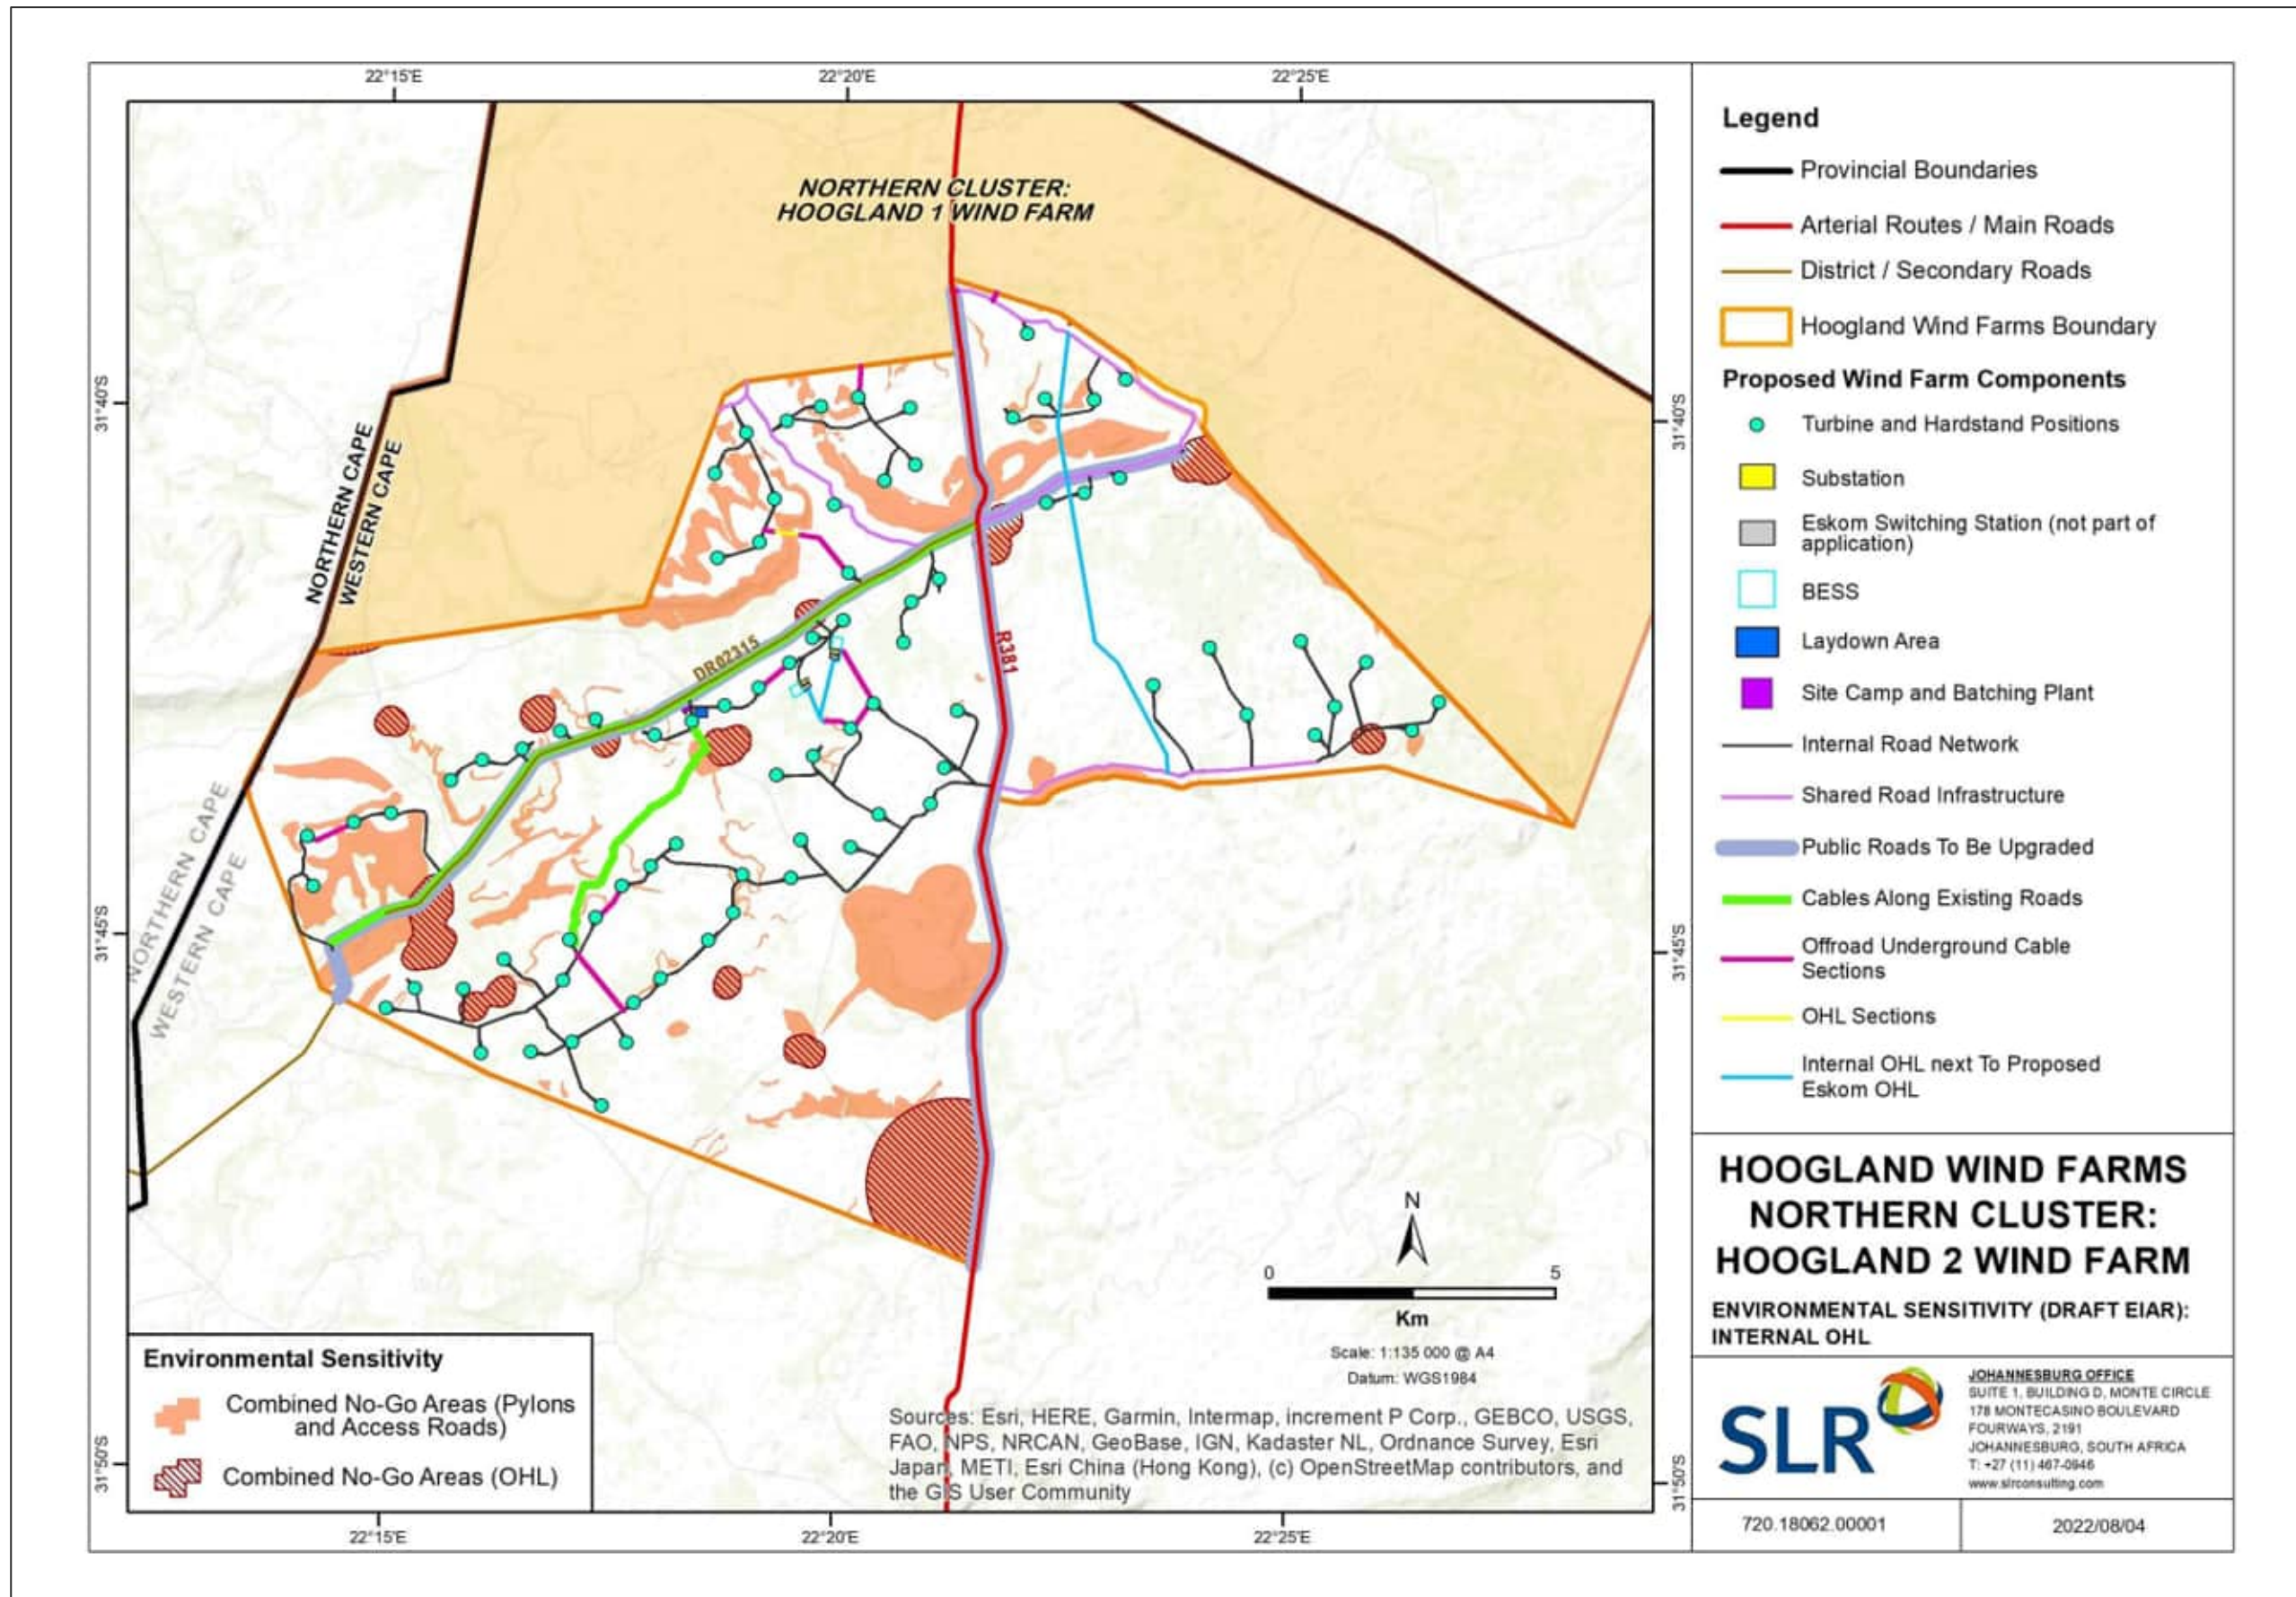 22°15'E
22°20'E
22°25'E
NORTHERN CLUSTER:
HOOGLAND 1 WIND FARM
31°40'S
31°40'S
NORTHERN CAPE
WESTERN CAPE
DR02315
R381
NORTHERN CAPE
WESTERN CAPE
31°45'S
31°45'S
N
0 5
Km
Scale: 1:135 000 @ A4
Datum: WGS1984
Sources: Esri, HERE, Garmin, Intermap, increment P Corp., GEBCO, USGS,
FAO, NPS, NRCAN, GeoBase, IGN, Kadaster NL, Ordnance Survey, Esri
Japan, METI, Esri China (Hong Kong), (c) OpenStreetMap contributors, and
the GIS User Community
Environmental Sensitivity
Combined No-Go Areas (Pylons
and Access Roads)
Combined No-Go Areas (OHL)
31°50'S
31°50'S
22°15'E
22°20'E
22°25'E
Legend
Provincial Boundaries
Arterial Routes / Main Roads
District / Secondary Roads
Hoogland Wind Farms Boundary
Proposed Wind Farm Components
Turbine and Hardstand Positions
Substation
Eskom Switching Station (not part of
application)
BESS
Laydown Area
Site Camp and Batching Plant
Internal Road Network
Shared Road Infrastructure
Public Roads To Be Upgraded
Cables Along Existing Roads
Offroad Underground Cable
Sections
OHL Sections
Internal OHL next To Proposed
Eskom OHL
HOOGLAND WIND FARMS
NORTHERN CLUSTER:
HOOGLAND 2 WIND FARM
ENVIRONMENTAL SENSITIVITY (DRAFT EIAR):
INTERNAL OHL
SLR
JOHANNESBURG OFFICE
SUITE 1, BUILDING D, MONTE CIRCLE
178 MONTECASINO BOULEVARD
FOURWAYS, 2191
JOHANNESBURG, SOUTH AFRICA
T: +27 (11) 467-0946
www.slrconsulting.com
720.18062.00001
2022/08/04